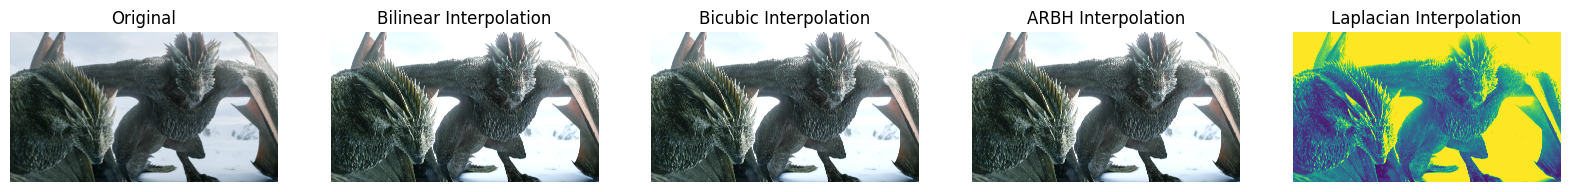 Original
Bilinear Interpolation
Bicubic Interpolation
ARBH Interpolation
Laplacian Interpolation